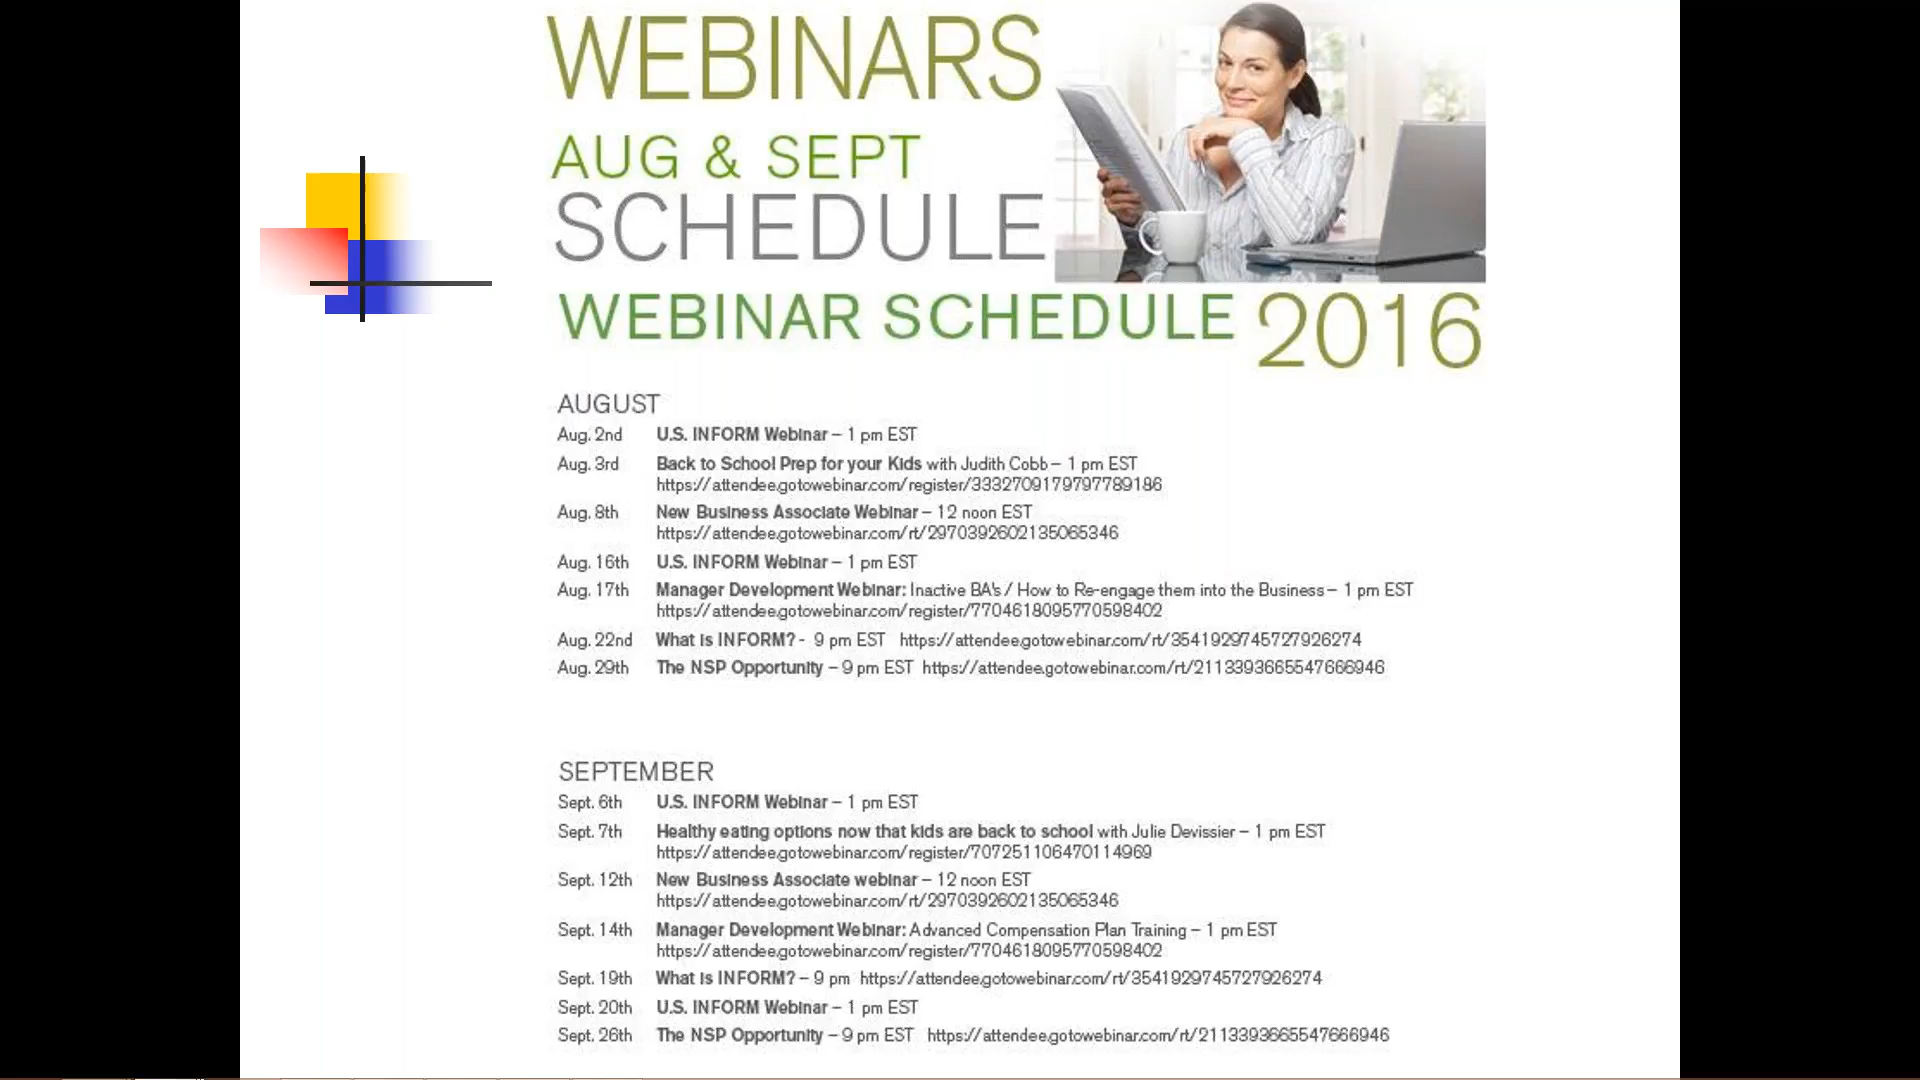 WEBINARS
AUG & SEPT
SCHEDULE
WEBINAR SCHEDULE 2016
AUGUST
Aug. 2nd U.S. INFORM Webinar – 1 pm EST
Aug. 3rd Back to School Prep for your Kids with Judith Cobb – 1 pm EST
https://attendee.gotowebinar.com/register/3332709179797789186
Aug. 8th New Business Associate Webinar – 12 noon EST
https://attendee.gotowebinar.com/rt/2970392602135065346
Aug. 16th U.S. INFORM Webinar – 1 pm EST
Aug. 17th Manager Development Webinar: Inactive BA's / How to Re-engage them into the Business – 1 pm EST
https://attendee.gotowebinar.com/register/7704618095770598402
Aug. 22nd What is INFORM? - 9 pm EST https://attendee.gotowebinar.com/rt/3541929745727926274
Aug. 29th The NSP Opportunity – 9 pm EST https://attendee.gotowebinar.com/rt/2113393665547666946
SEPTEMBER
Sept. 6th U.S. INFORM Webinar – 1 pm EST
Sept. 7th Healthy eating options now that kids are back to school with Julie Devissier – 1 pm EST
https://attendee.gotowebinar.com/register/707251106470114969
Sept. 12th New Business Associate webinar – 12 noon EST
https://attendee.gotowebinar.com/rt/2970392602135065346
Sept. 14th Manager Development Webinar: Advanced Compensation Plan Training – 1 pm EST
https://attendee.gotowebinar.com/register/7704618095770598402
Sept. 19th What is INFORM? – 9 pm https://attendee.gotowebinar.com/rt/3541929745727926274
Sept. 20th U.S. INFORM Webinar – 1 pm EST
Sept. 26th The NSP Opportunity – 9 pm EST https://attendee.gotowebinar.com/rt/2113393665547666946